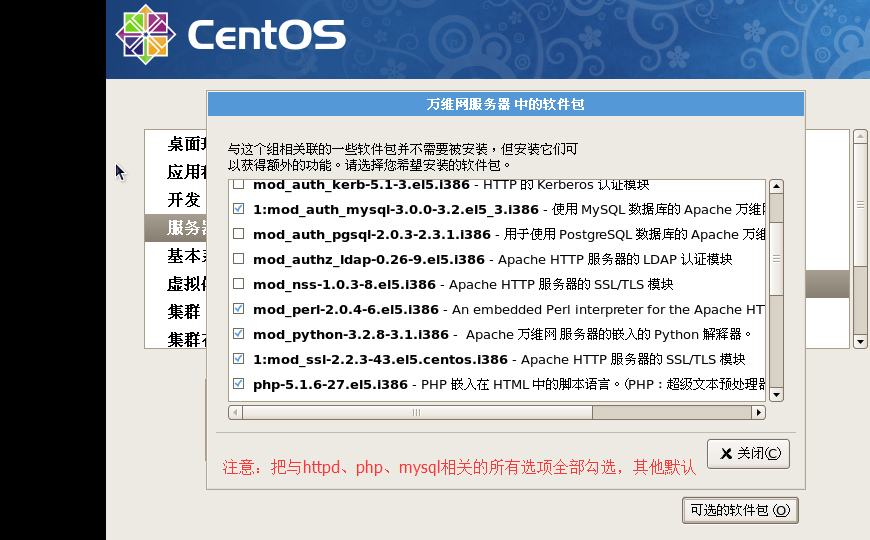 CentOS
万维网服务器 中的软件包
与这个组相关联的一些软件包并不需要被安装，但安装它们可
以获得额外的功能。请选择您希望安装的软件包。
桌面
应用
开发
服务
基本
虚拟
集群
集群
mod_auth_kerb-5.1-3.el5.i386 - HTTP 的 Kerberos 认证模块
1:mod_auth_mysql-3.0.0-3.2.el5_3.i386 - 使用 MySQL 数据库的 Apache 万维
mod_auth_pgsql-2.0.3-2.3.1.i386 - 用于使用 PostgreSQL 数据库的 Apache 万维
mod_authz_ldap-0.26-9.el5.i386 - Apache HTTP 服务器的 LDAP 认证模块
mod_nss-1.0.3-8.el5.i386 - Apache HTTP 服务器的 SSL/TLS 模块
mod_perl-2.0.4-6.el5.i386 - An embedded Perl interpreter for the Apache HT
mod_python-3.2.8-3.1.i386 - Apache 万维网 服务器的嵌入的 Python 解释器。
1:mod_ssl-2.2.3-43.el5.centos.i386 - Apache HTTP 服务器的 SSL/TLS 模块
php-5.1.6-27.el5.i386 - PHP 嵌入在 HTML 中的脚本语言。(PHP：超级文本预处理器
关闭(C)
注意：把与httpd、php、mysql相关的所有选项全部勾选，其他默认
可选的软件包 (O)